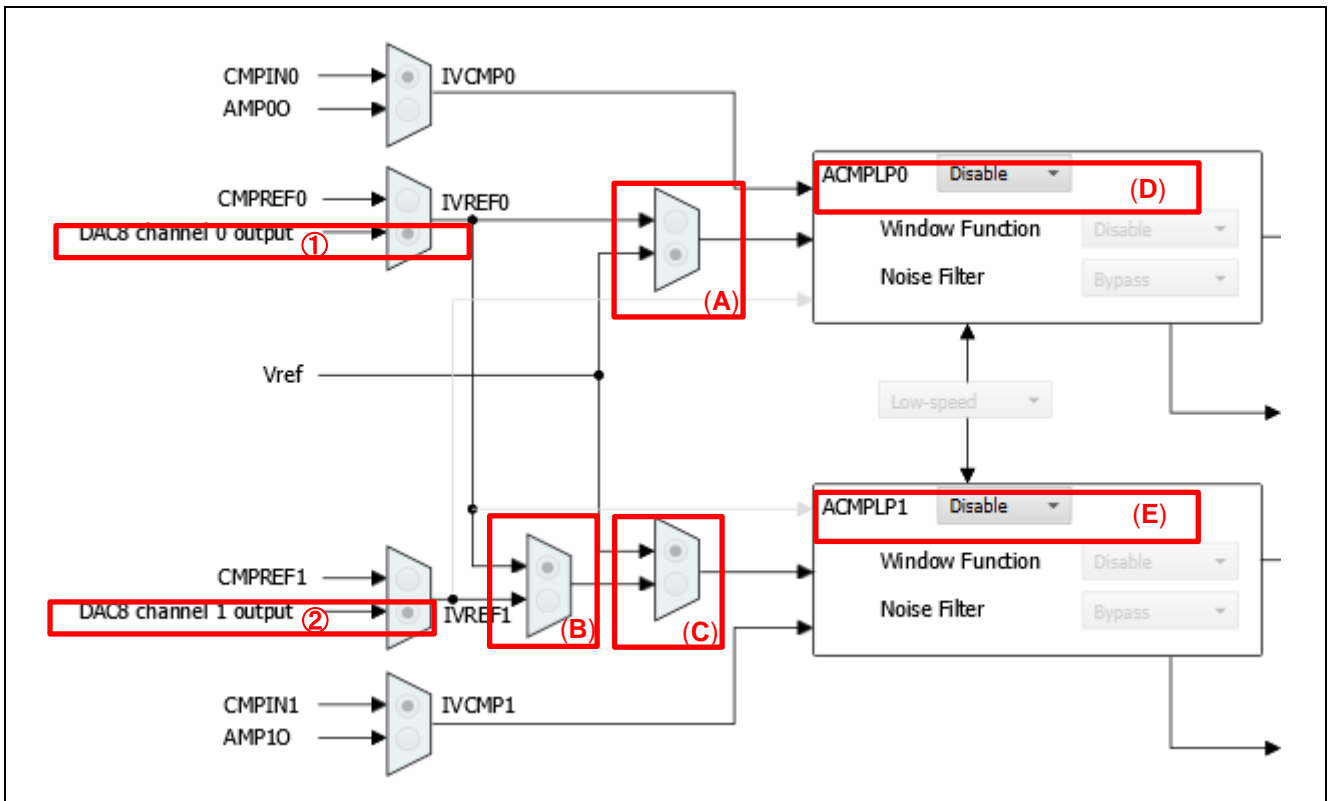 CMPIN0
IVCMP0
AMP0O
CMPREF0
IVREF0
DAC8 channel 0 output ①
(A)
ACMPLP0 Disable (D)
Window Function Disable
Noise Filter Bypass
Vref
Low-speed
ACMPLP1 Disable (E)
Window Function Disable
Noise Filter Bypass
CMPREF1
DAC8 channel 1 output ②
IVREF1
(B)
(C)
CMPIN1
IVCMP1
AMP1O